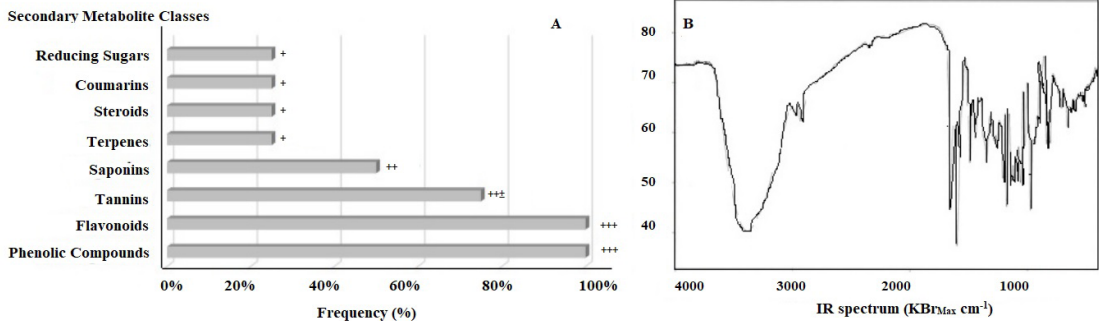 Secondary Metabolite Classes
A
Reducing Sugars +
Coumarins +
Steroids +
Terpenes +
Saponins ++
Tannins ++±
Flavonoids +++
Phenolic Compounds +++
0% 20% 40% 60% 80% 100%
Frequency (%)
B
80
70
60
50
40
4000 3000 2000 1000
IR spectrum (KBrMax cm-1)